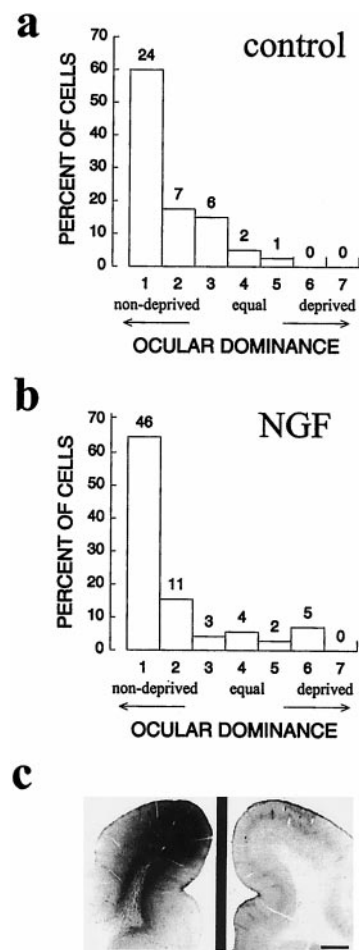 a
control
PERCENT OF CELLS
70
60
50
40
30
20
10
0
24
7
6
2
1
0
0
1 2 3 4 5 6 7
non-deprived equal deprived
OCULAR DOMINANCE
b
NGF
PERCENT OF CELLS
70
60
50
40
30
20
10
0
46
11
3
4
2
5
0
1 2 3 4 5 6 7
non-deprived equal deprived
OCULAR DOMINANCE
c